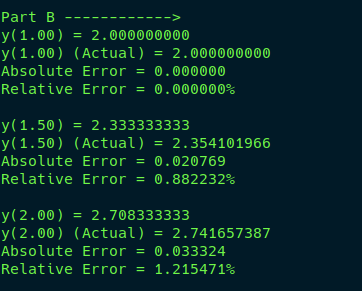 Part B ------------>
y(1.00) = 2.000000000
y(1.00) (Actual) = 2.000000000
Absolute Error = 0.000000
Relative Error = 0.000000%
y(1.50) = 2.333333333
y(1.50) (Actual) = 2.354101966
Absolute Error = 0.020769
Relative Error = 0.882232%
y(2.00) = 2.708333333
y(2.00) (Actual) = 2.741657387
Absolute Error = 0.033324
Relative Error = 1.215471%